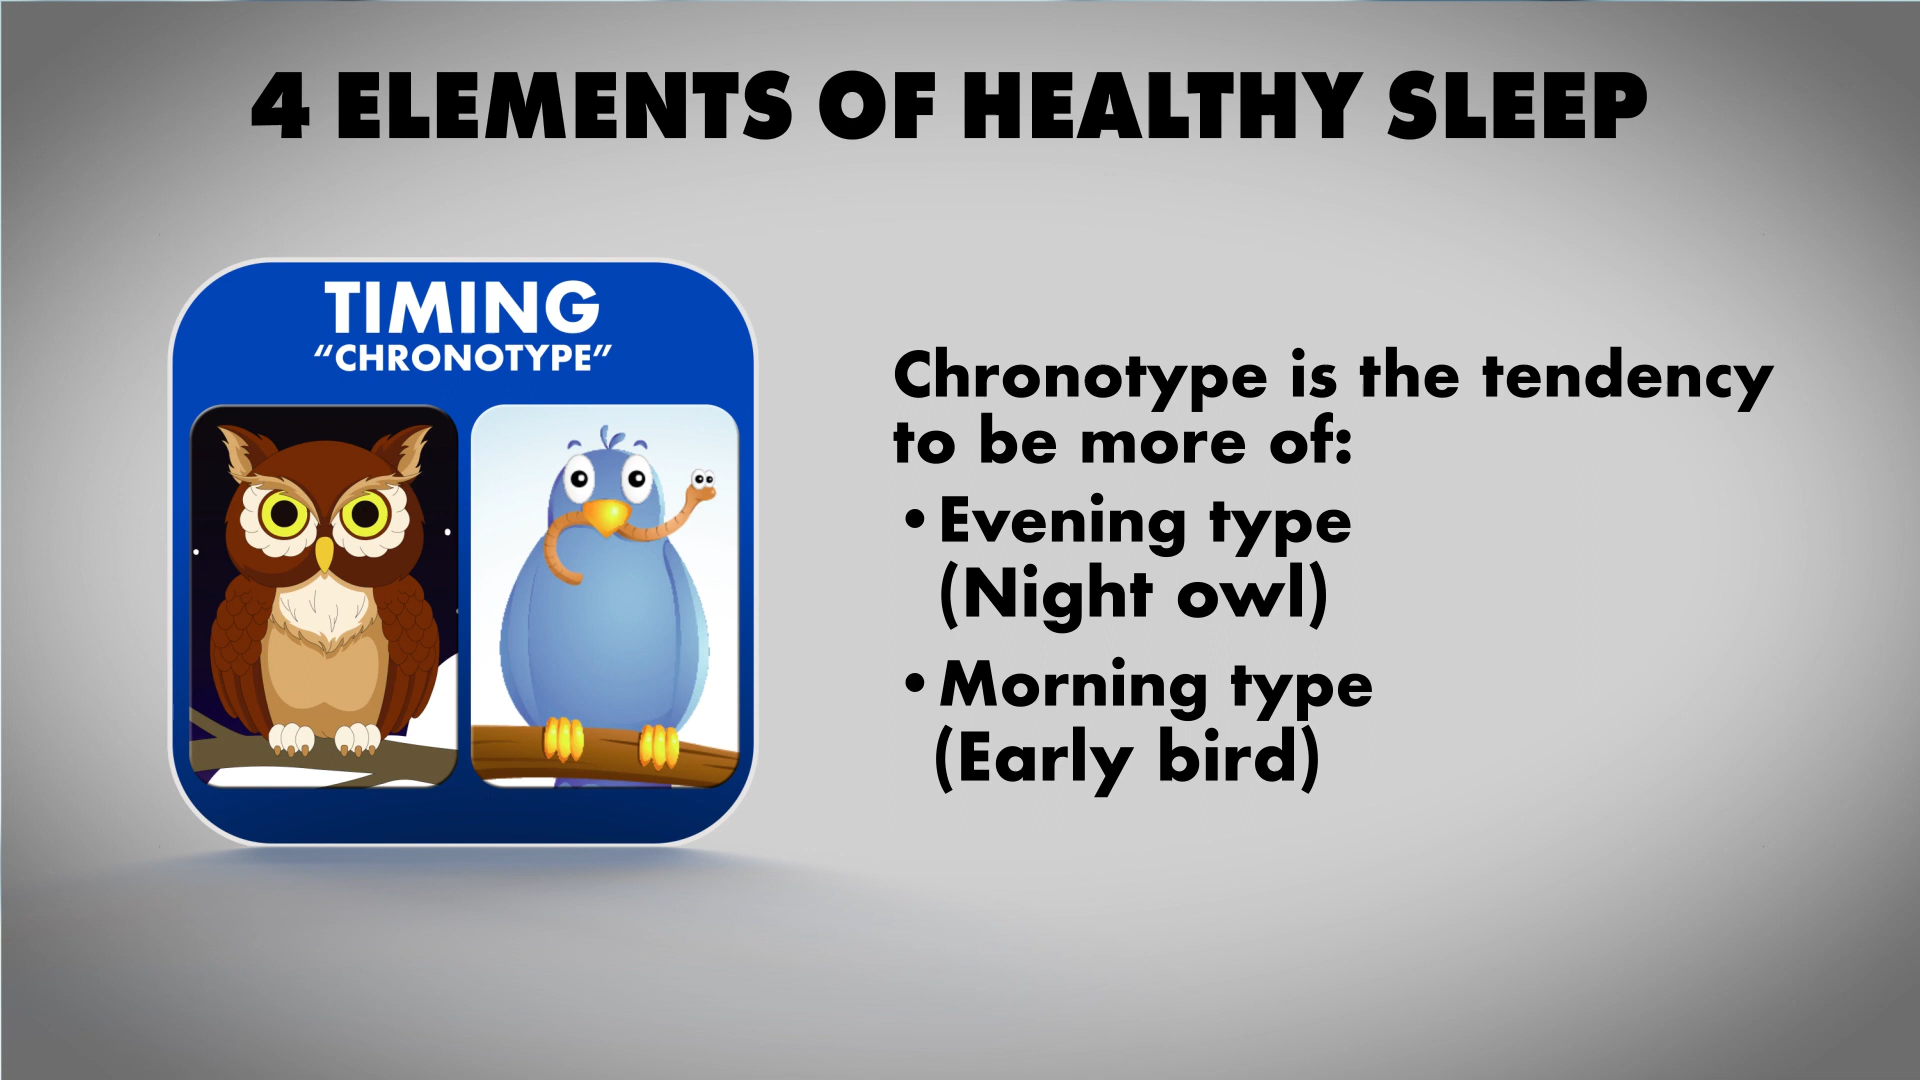 4 ELEMENTS OF HEALTHY SLEEP
TIMING
“CHRONOTYPE”
Chronotype is the tendency
to be more of:
• Evening type
(Night owl)
• Morning type
(Early bird)